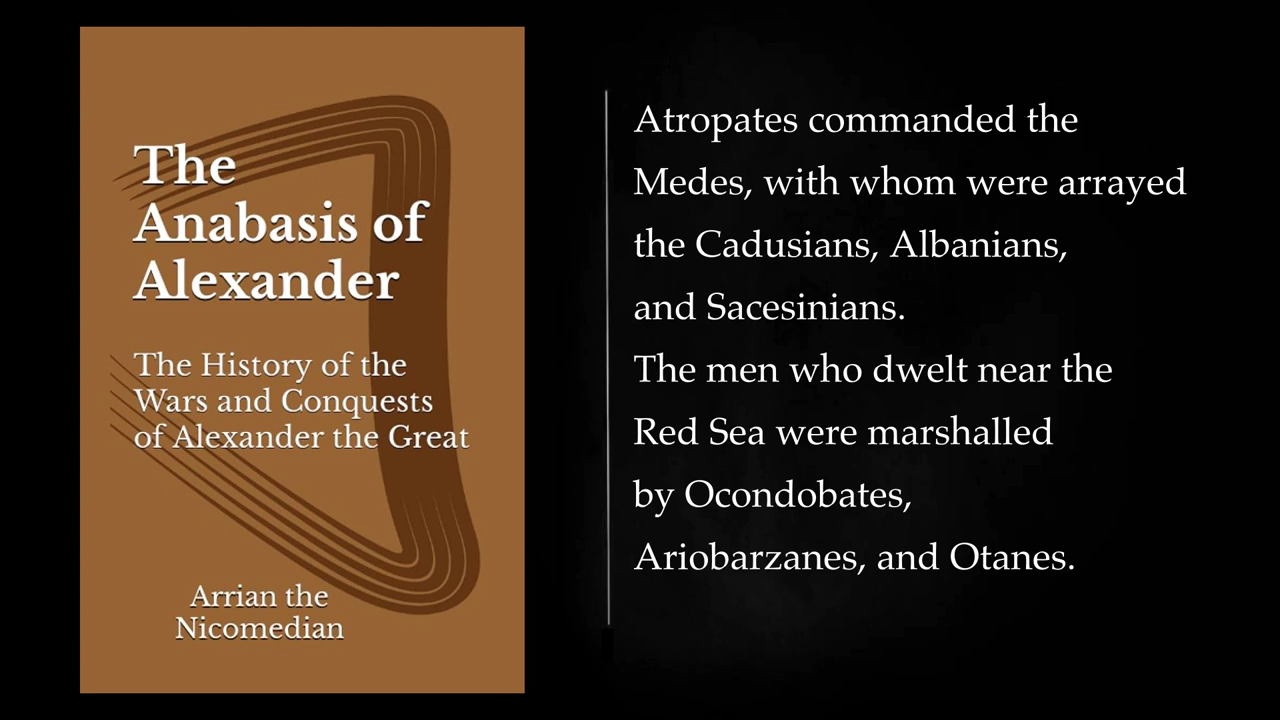 The
Anabasis of
Alexander
The History of the
Wars and Conquests
of Alexander the Great
Arrian the
Nicomedian
Atropates commanded the
Medes, with whom were arrayed
the Cadusians, Albanians,
and Sacesinians.
The men who dwelt near the
Red Sea were marshalled
by Ocondobates,
Ariobarzanes, and Otanes.